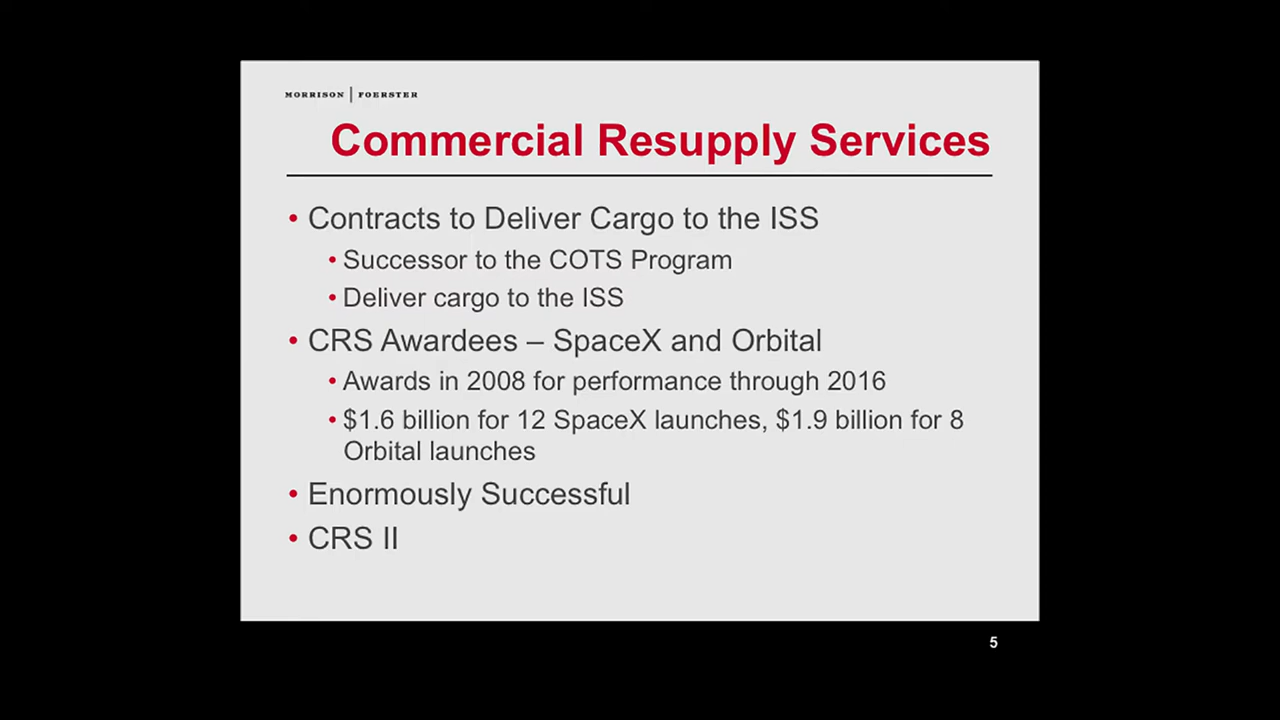 MORRISON | FOERSTER
Commercial Resupply Services
• Contracts to Deliver Cargo to the ISS
• Successor to the COTS Program
• Deliver cargo to the ISS
• CRS Awardees – SpaceX and Orbital
• Awards in 2008 for performance through 2016
• $1.6 billion for 12 SpaceX launches, $1.9 billion for 8
Orbital launches
• Enormously Successful
• CRS II
5